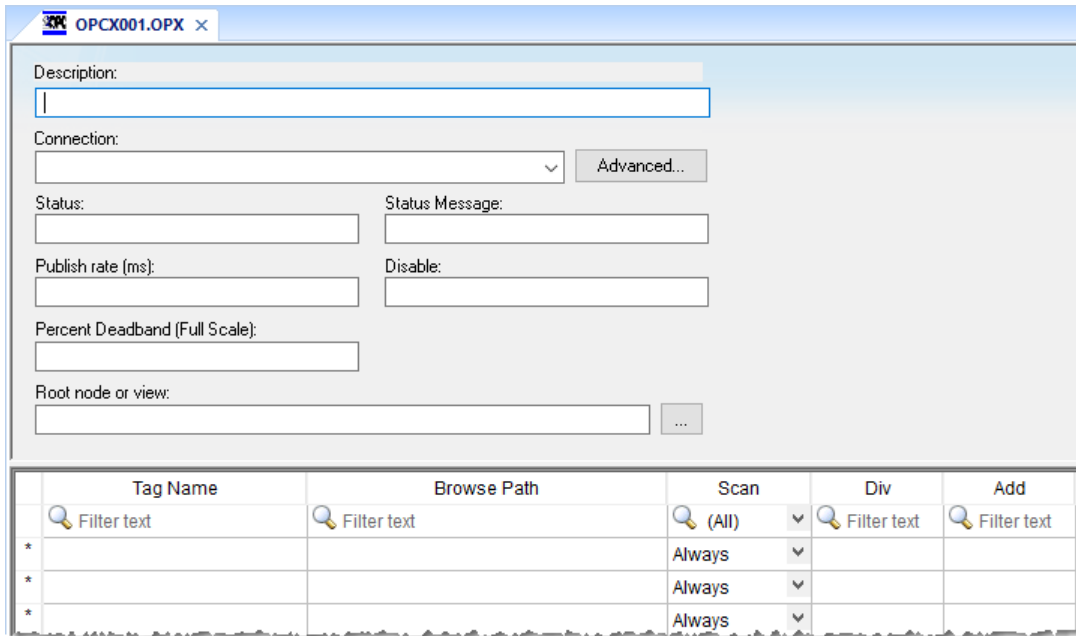 OPC OPCX001.OPX ×
Description:
Connection:
Advanced...
Status: Status Message:
Publish rate (ms): Disable:
Percent Deadband (Full Scale):
Root node or view:
...
Tag Name Browse Path Scan Div Add
Filter text Filter text (All) Filter text Filter text
* Always
* Always
* Always